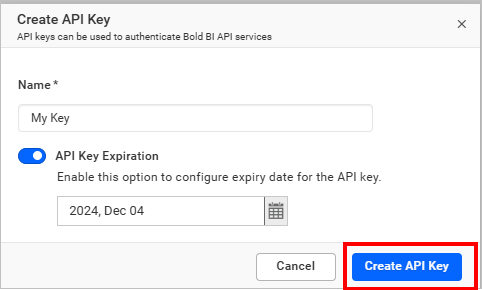 Create API Key
API keys can be used to authenticate Bold BI API services
Name *
My Key
API Key Expiration
Enable this option to configure expiry date for the API key.
2024, Dec 04
Cancel
Create API Key